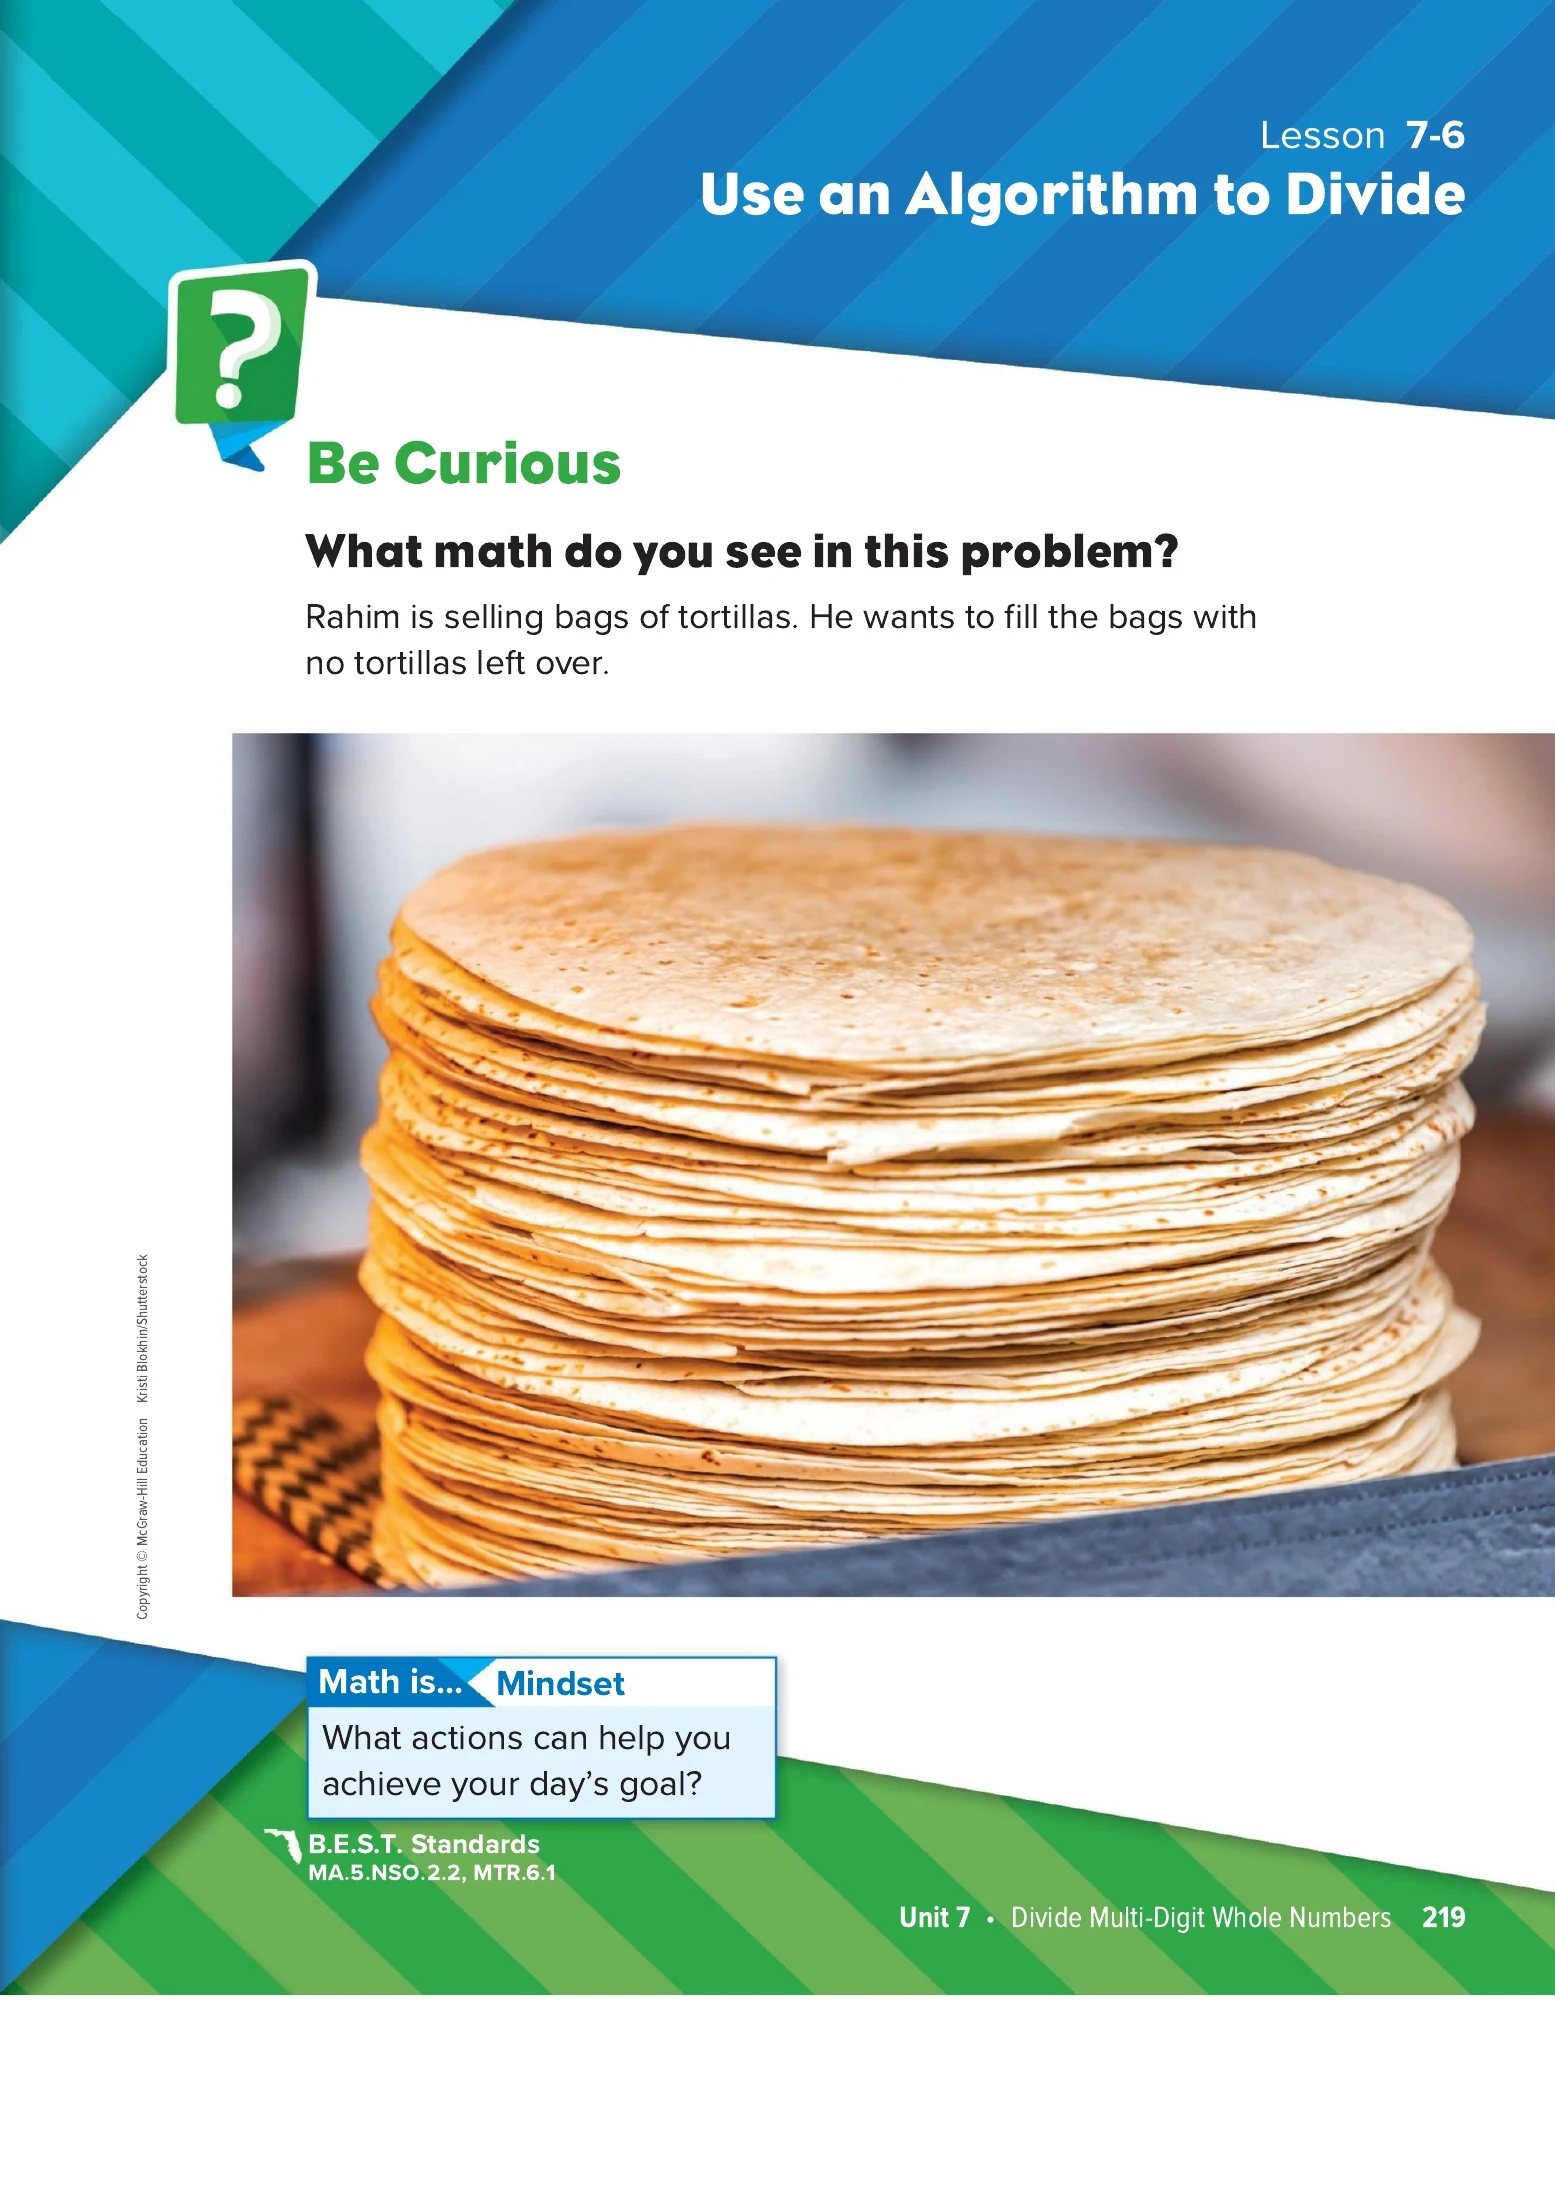 Lesson 7-6
Use an Algorithm to Divide
?
Be Curious
What math do you see in this problem?
Rahim is selling bags of tortillas. He wants to fill the bags with
no tortillas left over.
Copyright © McGraw-Hill Education Kristi Blokhin/Shutterstock
Math is... Mindset
What actions can help you
achieve your day's goal?
B.E.S.T. Standards
MA.5.NSO.2.2, MTR.6.1
Unit 7 • Divide Multi-Digit Whole Numbers 219